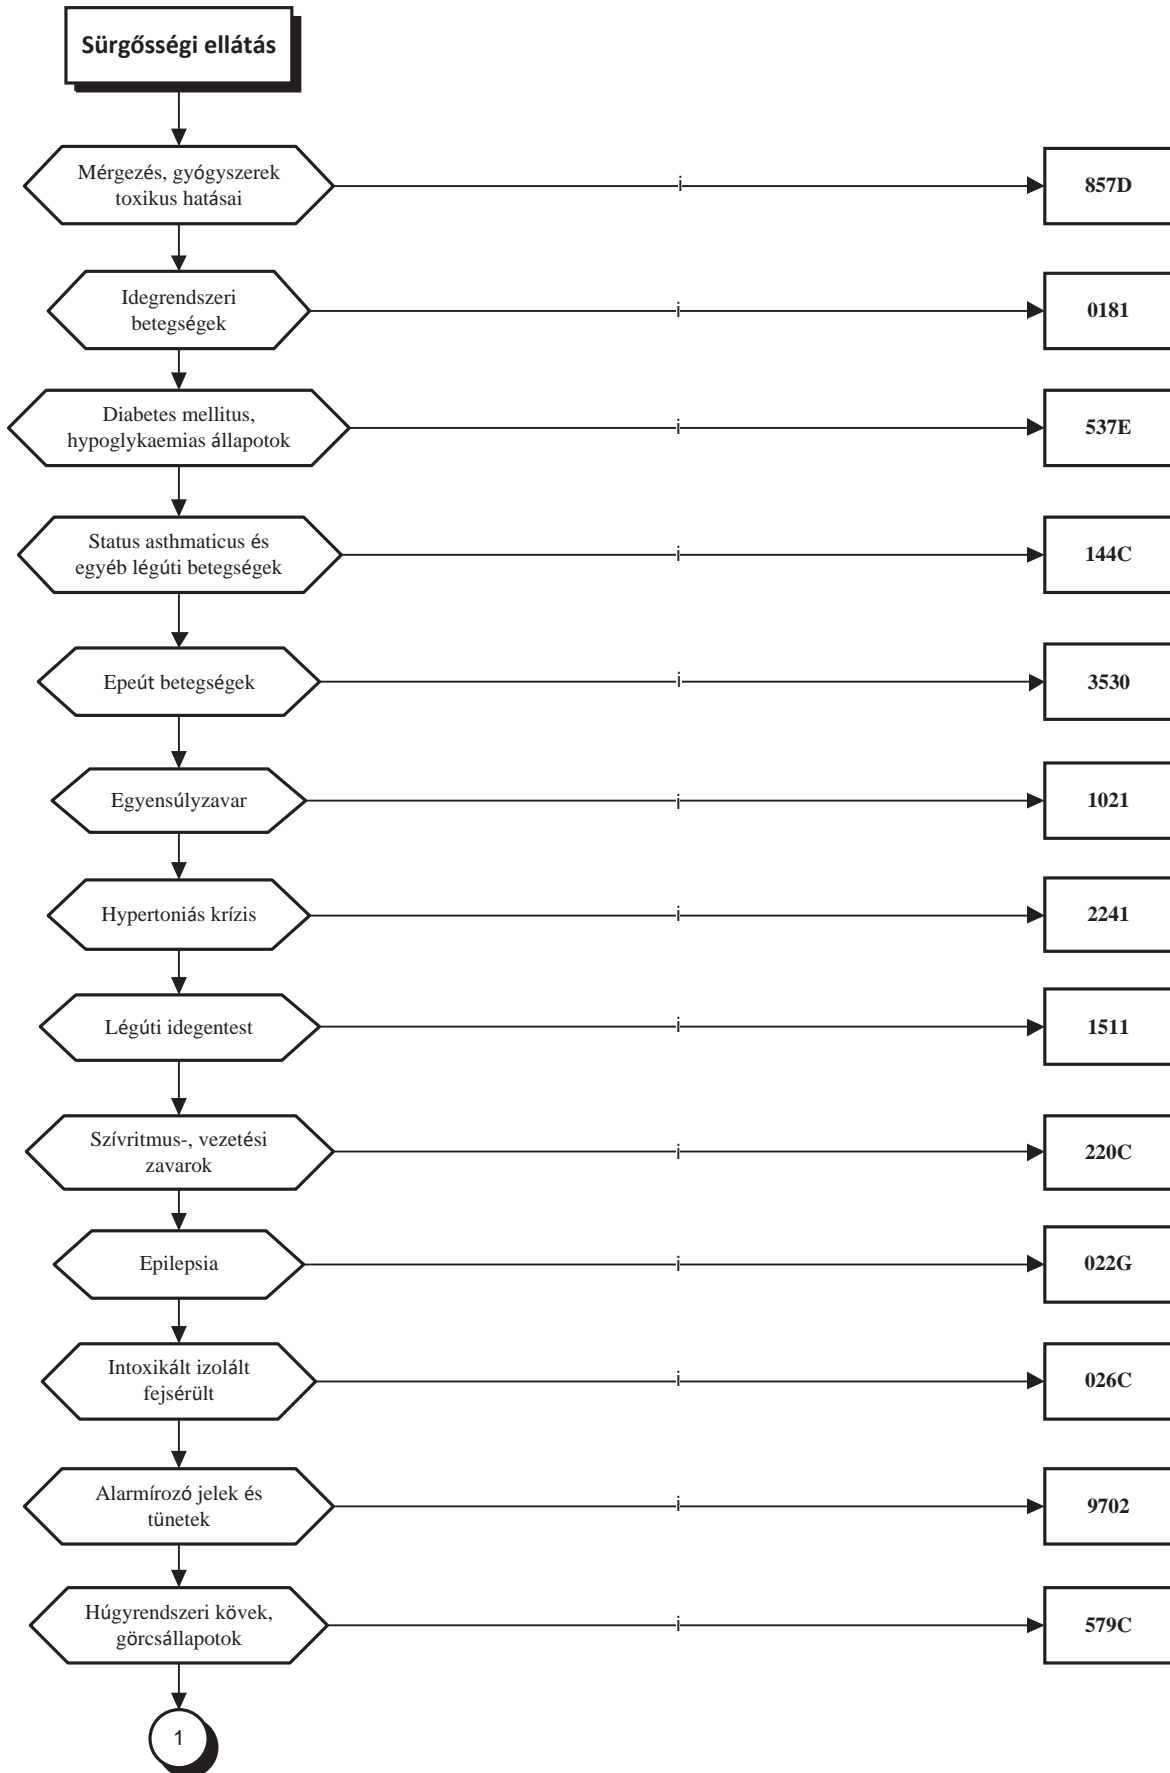 Sürgősségi ellátás
Mérgezés, gyógyszerek
toxikus hatásai
i
857D
Idegrendszeri
betegségek
i
0181
Diabetes mellitus,
hypoglykaemias állapotok
i
537E
Status asthmaticus és
egyéb légúti betegségek
i
144C
Epeút betegségek
i
3530
Egyensúlyzavar
i
1021
Hypertoniás krízis
i
2241
Légúti idegentest
i
1511
Szívritmus-, vezetési
zavarok
i
220C
Epilepsia
i
022G
Intoxikált izolált
fejsérült
i
026C
Alarmírozó jelek és
tünetek
i
9702
Húgyrendszeri kövek,
görcsállapotok
i
579C
1